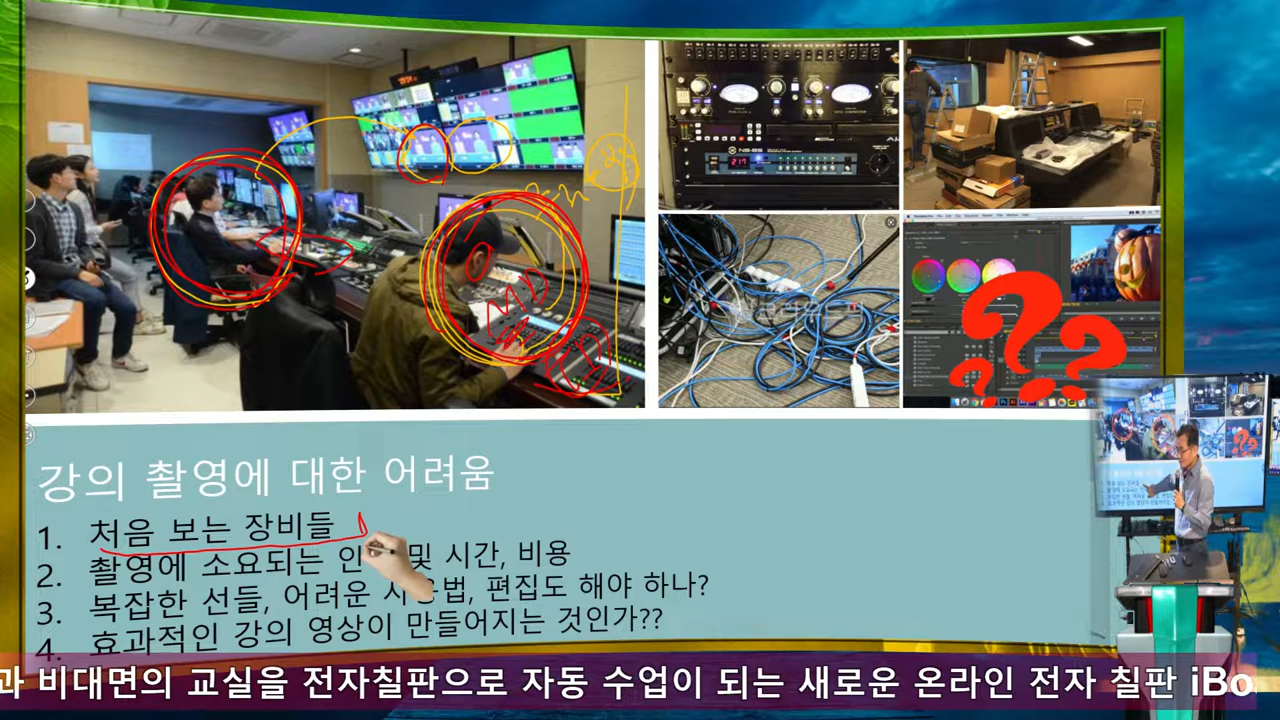 강의 촬영에 대한 어려움
1. 처음 보는 장비들
2. 촬영에 소요되는 인 및 시간, 비용
3. 복잡한 선들, 어려운 사용법, 편집도 해야 하나?
4. 효과적인 강의 영상이 만들어지는 것인가??
과 비대면의 교실을 전자칠판으로 자동 수업이 되는 새로운 온라인 전자 칠판 iBo